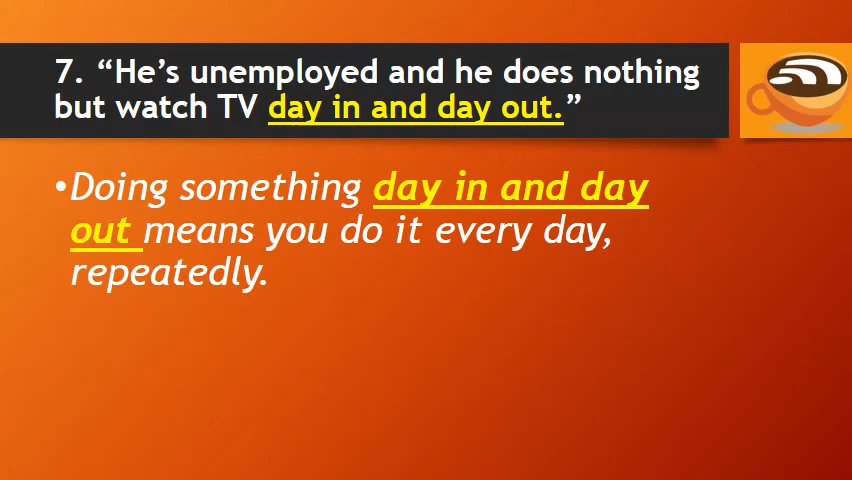 7. “He’s unemployed and he does nothing
but watch TV day in and day out.”
•Doing something day in and day
out means you do it every day,
repeatedly.